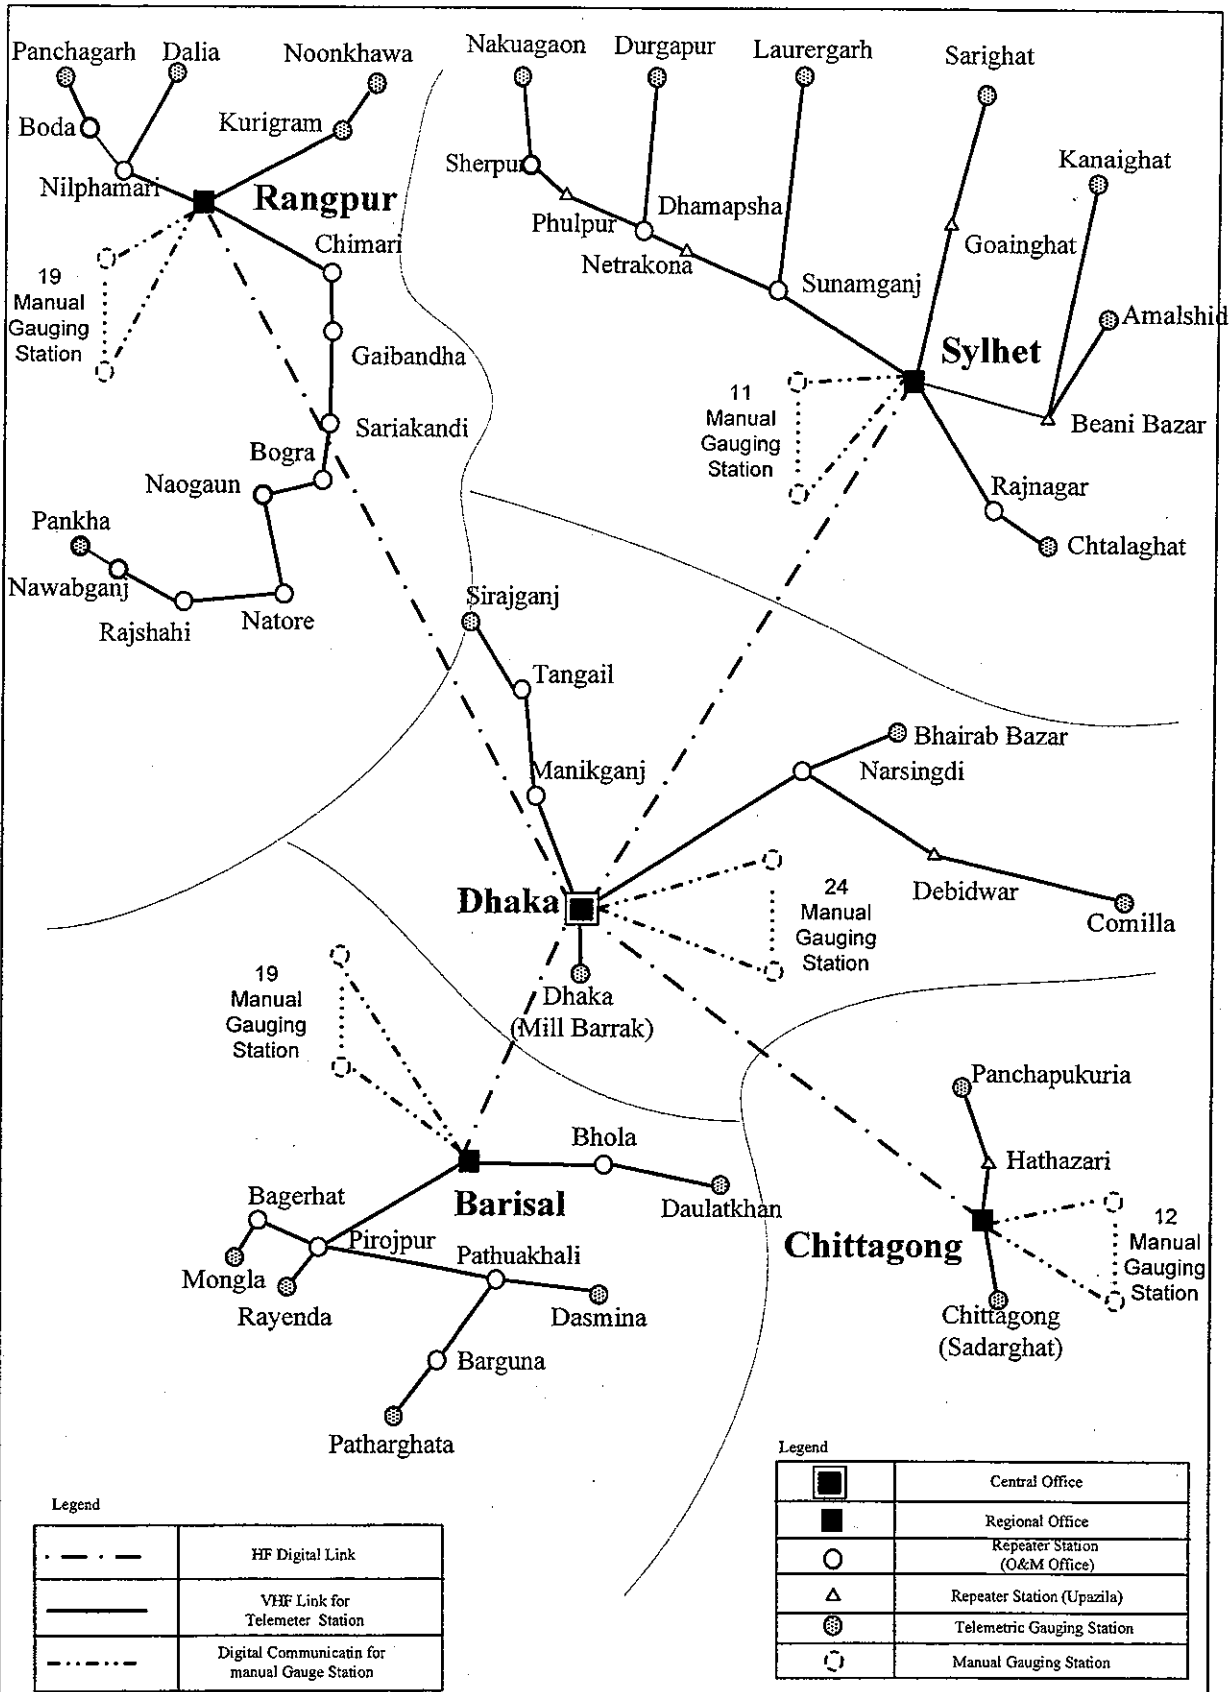 Panchagarh
Dalia
Noonkhawa
Boda
Kurigram
Nilphamari
Rangpur
Chimari
19
Manual
Gauging
Station
Gaibandha
Sariakandi
Bogra
Naogaun
Pankha
Nawabganj
Rajshahi
Natore
Nakuagaon
Durgapur
Laurergarh
Sarighat
Kanaighat
Sherpur
Phulpur
Dhamapsha
Netrakona
Sunamganj
Goainghat
Amalshid
Sylhet
11
Manual
Gauging
Station
Beani Bazar
Rajnagar
Chtalaghat
Sirajganj
Tangail
Manikganj
Bhairab Bazar
Narsingdi
Debidwar
Comilla
Dhaka
24
Manual
Gauging
Station
Dhaka
(Mill Barrak)
19
Manual
Gauging
Station
Bhola
Daulatkhan
Barisal
Bagerhat
Pirojpur
Mongla
Rayenda
Pathuakhali
Dasmina
Barguna
Patharghata
Panchapukuria
Hathazari
Chittagong
12
Manual
Gauging
Station
Chittagong
(Sadarghat)
Legend
HF Digital Link
VHF Link for
Telemeter Station
Digital Communicatin for
manual Gauge Station
Legend
Central Office
Regional Office
Repeater Station
(O&M Office)
Repeater Station (Upazila)
Telemetric Gauging Station
Manual Gauging Station